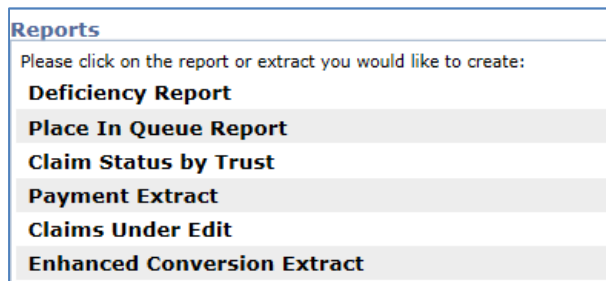 Reports
Please click on the report or extract you would like to create:
Deficiency Report
Place In Queue Report
Claim Status by Trust
Payment Extract
Claims Under Edit
Enhanced Conversion Extract